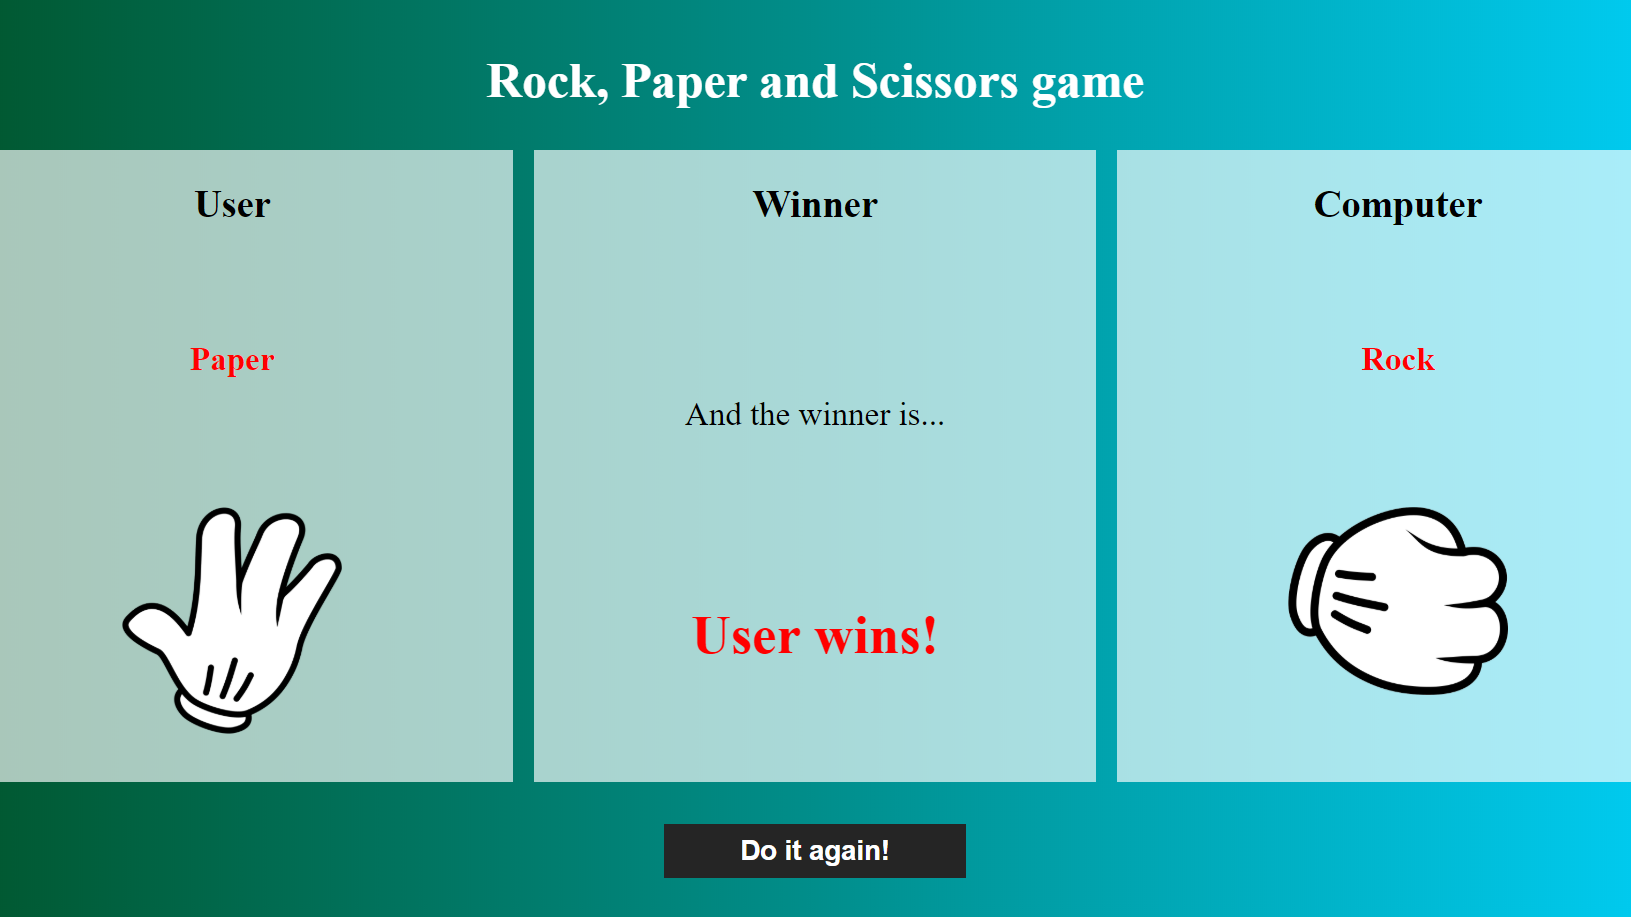 Rock, Paper and Scissors game
User
Paper
Winner
And the winner is...
User wins!
Computer
Rock
Do it again!